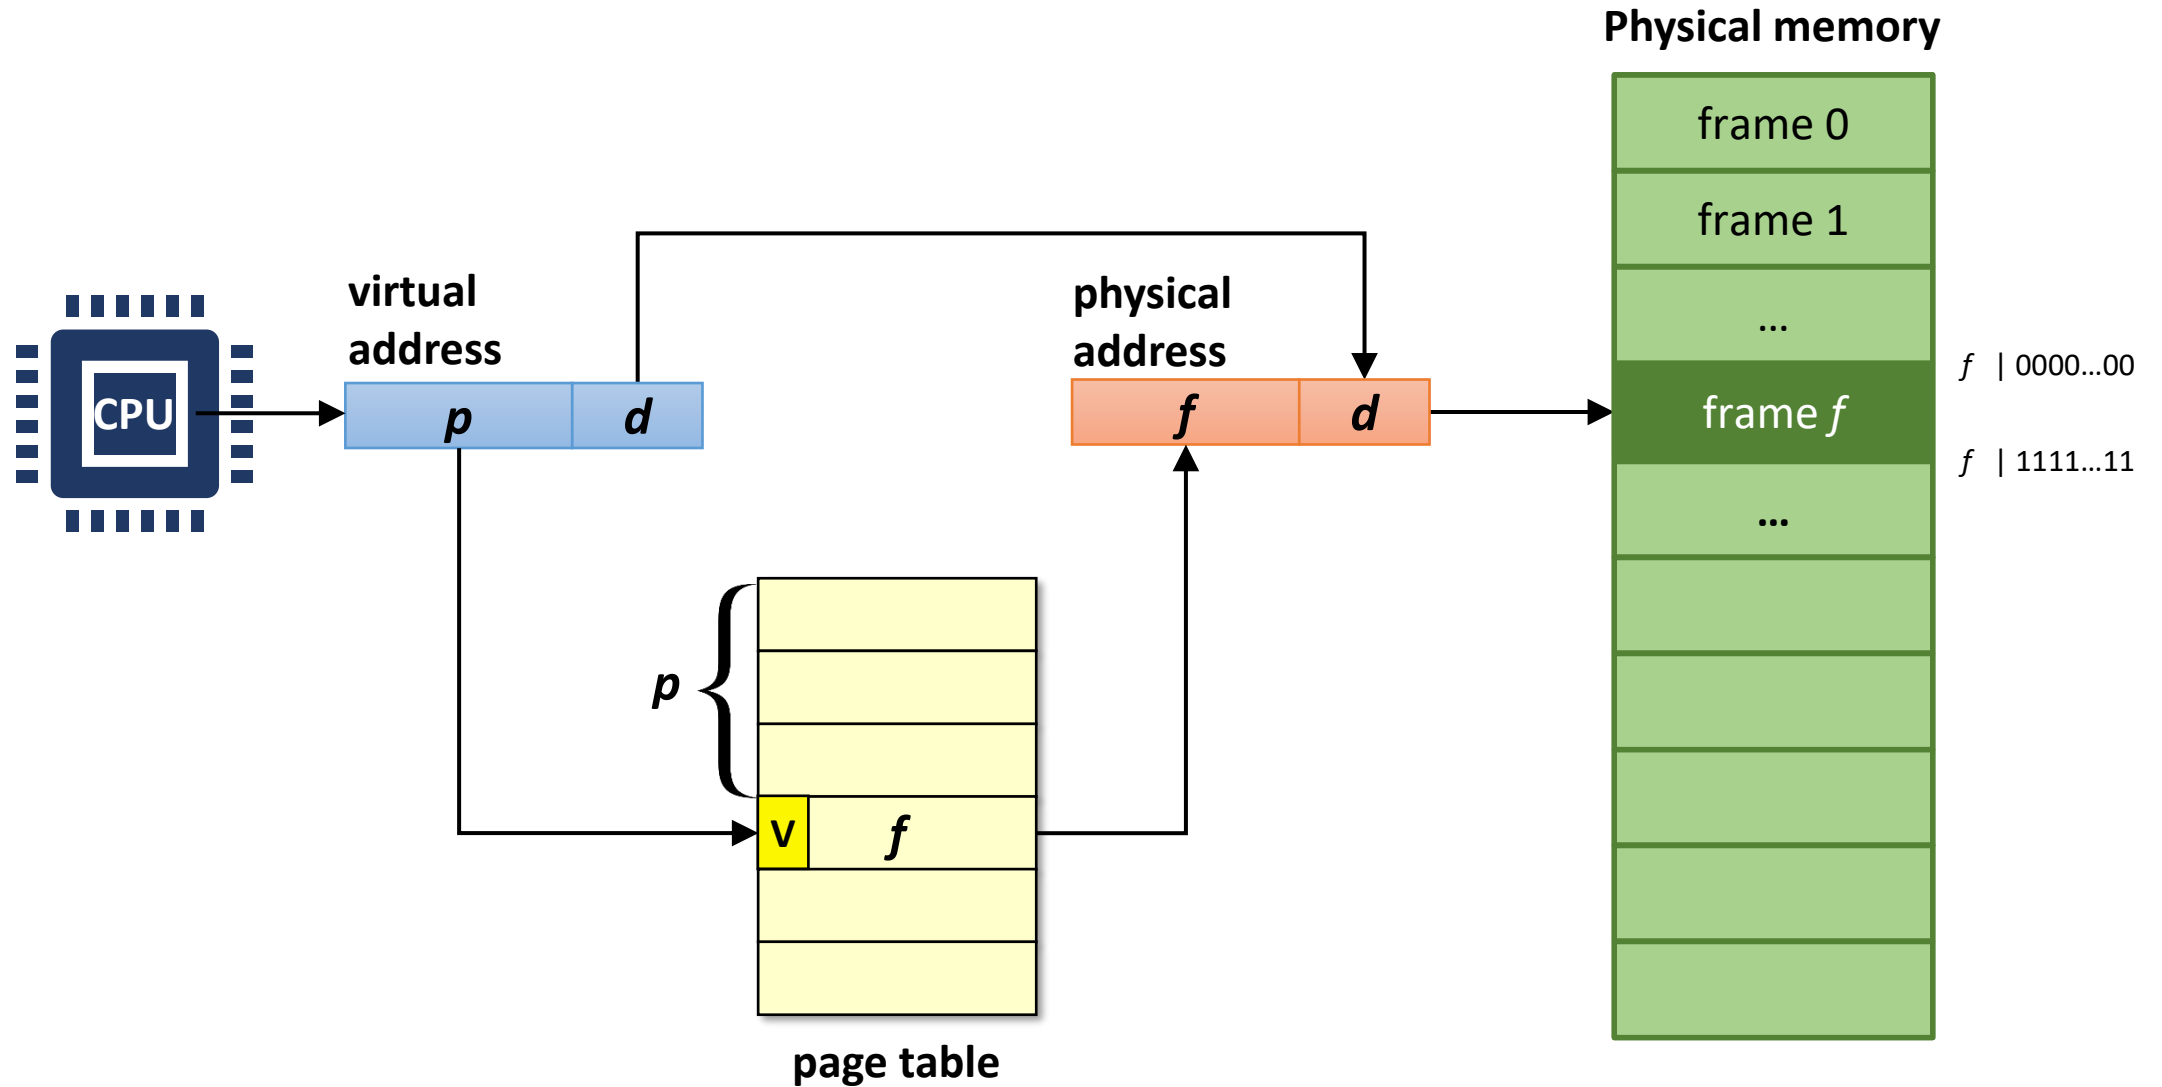 Physical memory
frame 0
frame 1
...
frame f
...
f | 0000...00
f | 1111...11
CPU
virtual
address
p d
physical
address
f d
p
V f
page table